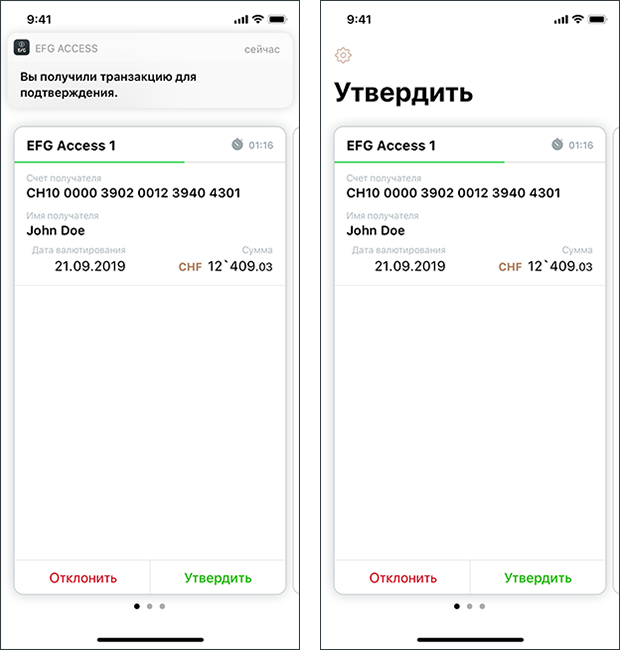 9:41
EFG ACCESS сейчас
Вы получили транзакцию для
подтверждения.
EFG Access 1 01:16
Счет получателя
CH10 0000 3902 0012 3940 4301
Имя получателя
John Doe
Дата валютирования Сумма
21.09.2019 CHF 12`409.03
Отклонить Утвердить
9:41
Утвердить
EFG Access 1 01:16
Счет получателя
CH10 0000 3902 0012 3940 4301
Имя получателя
John Doe
Дата валютирования Сумма
21.09.2019 CHF 12`409.03
Отклонить Утвердить